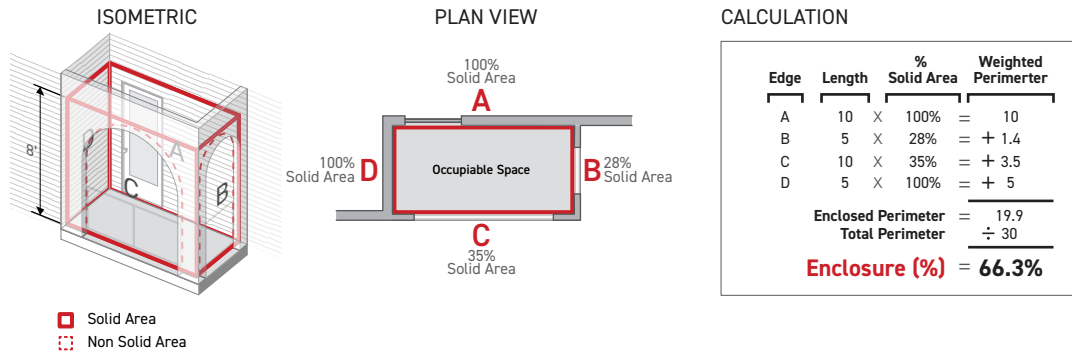 ISOMETRIC
8'
D
A
C
B
Solid Area
Non Solid Area
PLAN VIEW
100%
Solid Area
A
100%
Solid Area
D
Occupiable Space
B
28%
Solid Area
C
35%
Solid Area
CALCULATION
Edge Length % Solid Area Weighted Perimerter
A 10 X 100% = 10
B 5 X 28% = + 1.4
C 10 X 35% = + 3.5
D 5 X 100% = + 5
Enclosed Perimeter = 19.9
Total Perimeter ÷ 30
Enclosure (%) = 66.3%